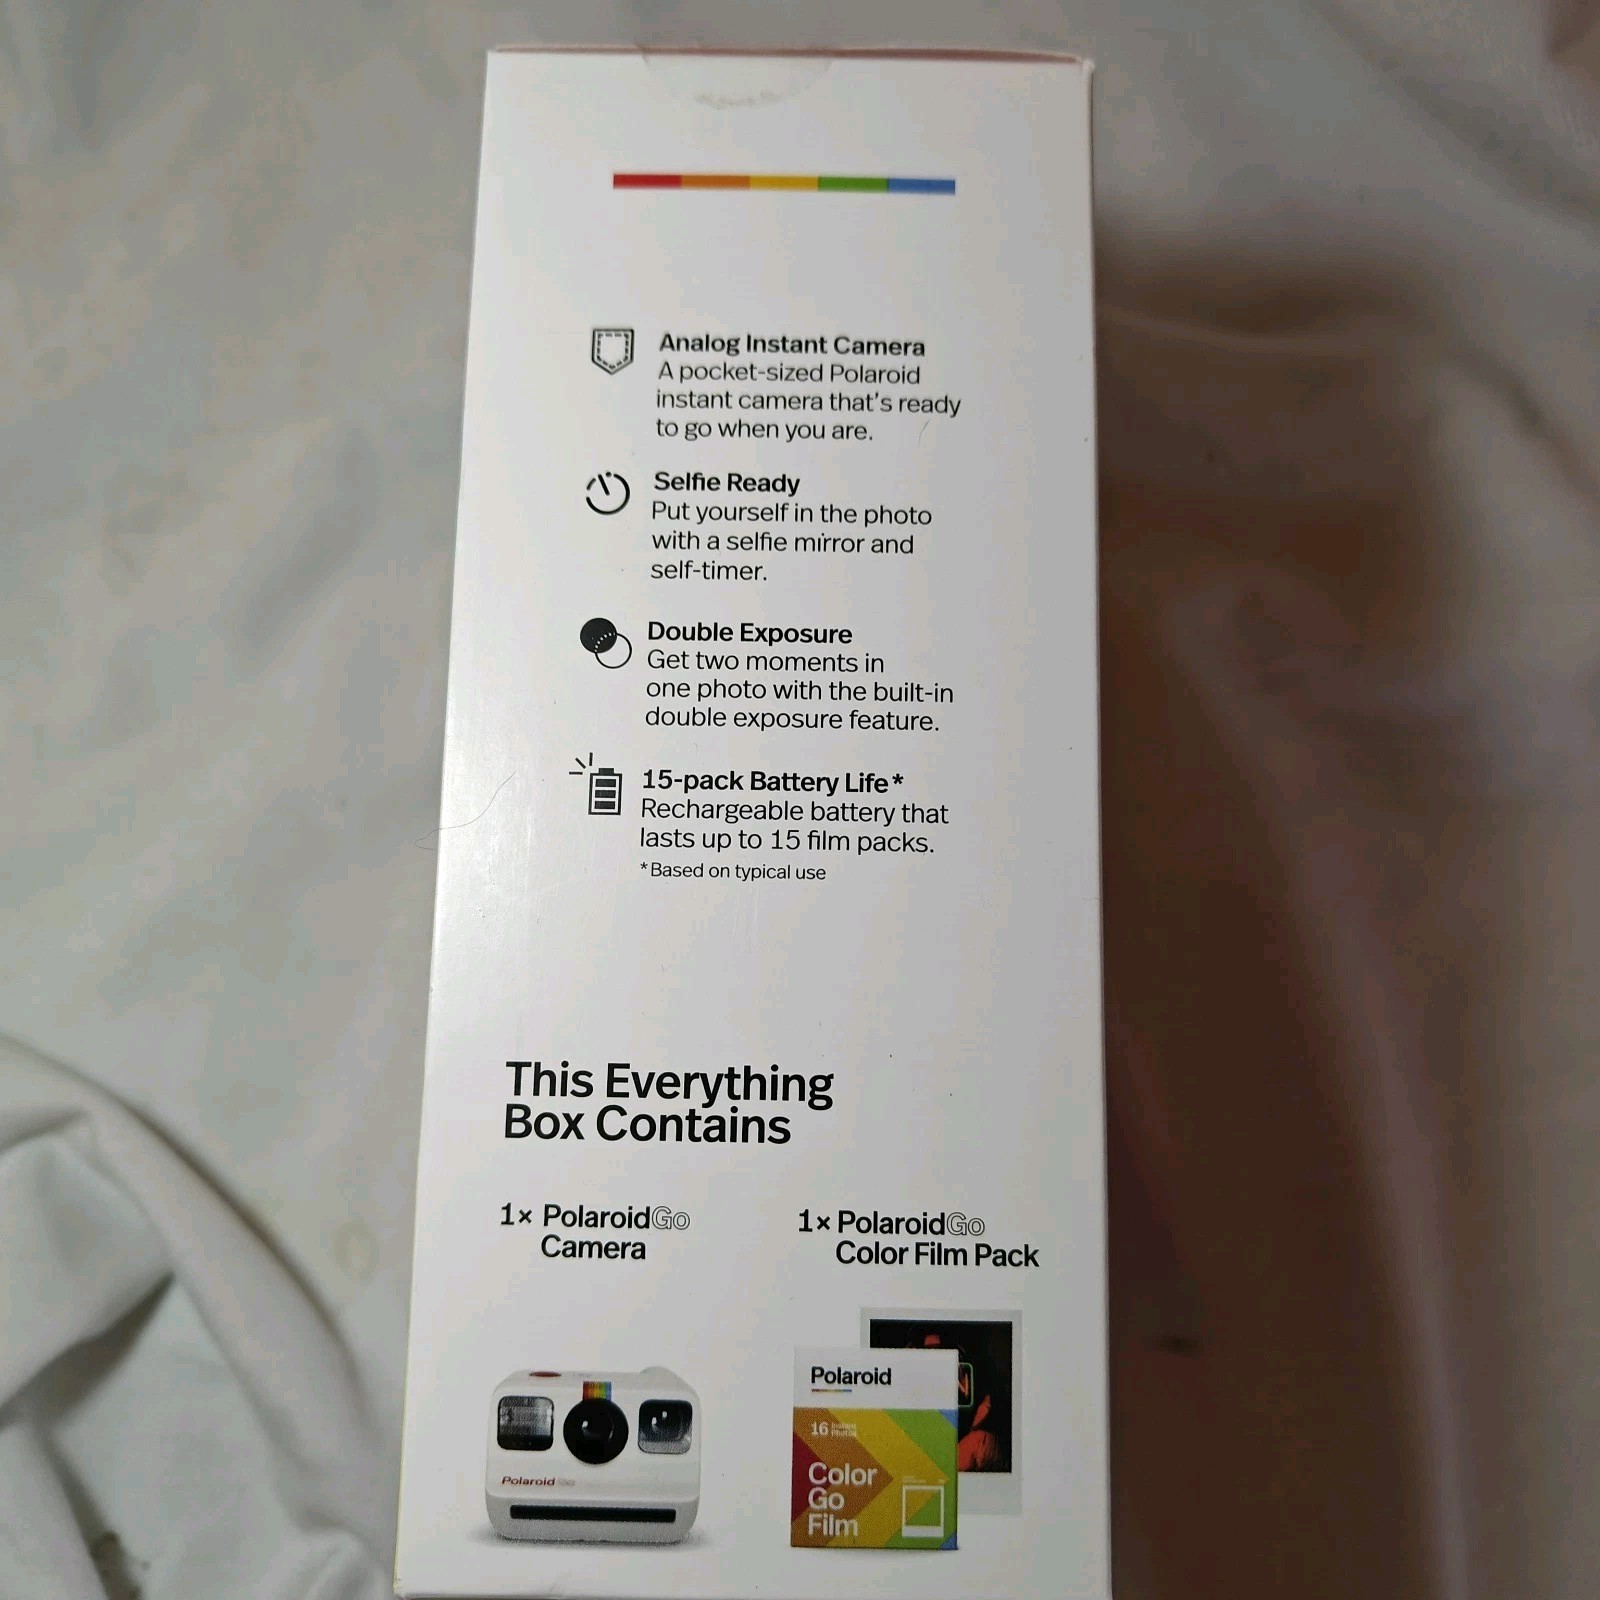 Analog Instant Camera
A pocket-sized Polaroid
instant camera that's ready
to go when you are.
Selfie Ready
Put yourself in the photo
with a selfie mirror and
self-timer.
Double Exposure
Get two moments in
one photo with the built-in
double exposure feature.
15-pack Battery Life*
Rechargeable battery that
lasts up to 15 film packs.
*Based on typical use
This Everything
Box Contains
1× PolaroidGo
Camera
1× PolaroidGo
Color Film Pack
PolaroidGo
Polaroid
16 Instant
Photos
Color
Go
Film